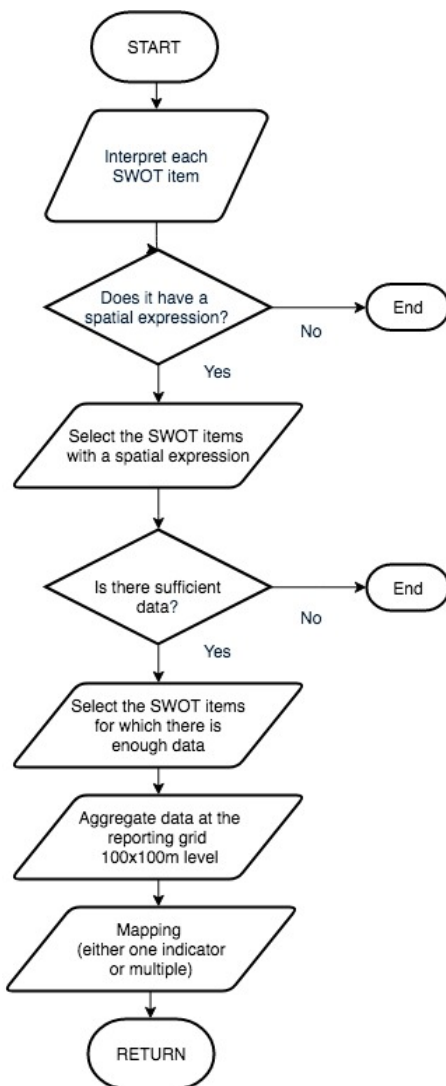 START
Interpret each
SWOT item
Does it have a
spatial expression?
No
End
Yes
Select the SWOT items
with a spatial expression
Is there sufficient
data?
No
End
Yes
Select the SWOT items
for which there is
enough data
Aggregate data at the
reporting grid
100x100m level
Mapping
(either one indicator
or multiple)
RETURN